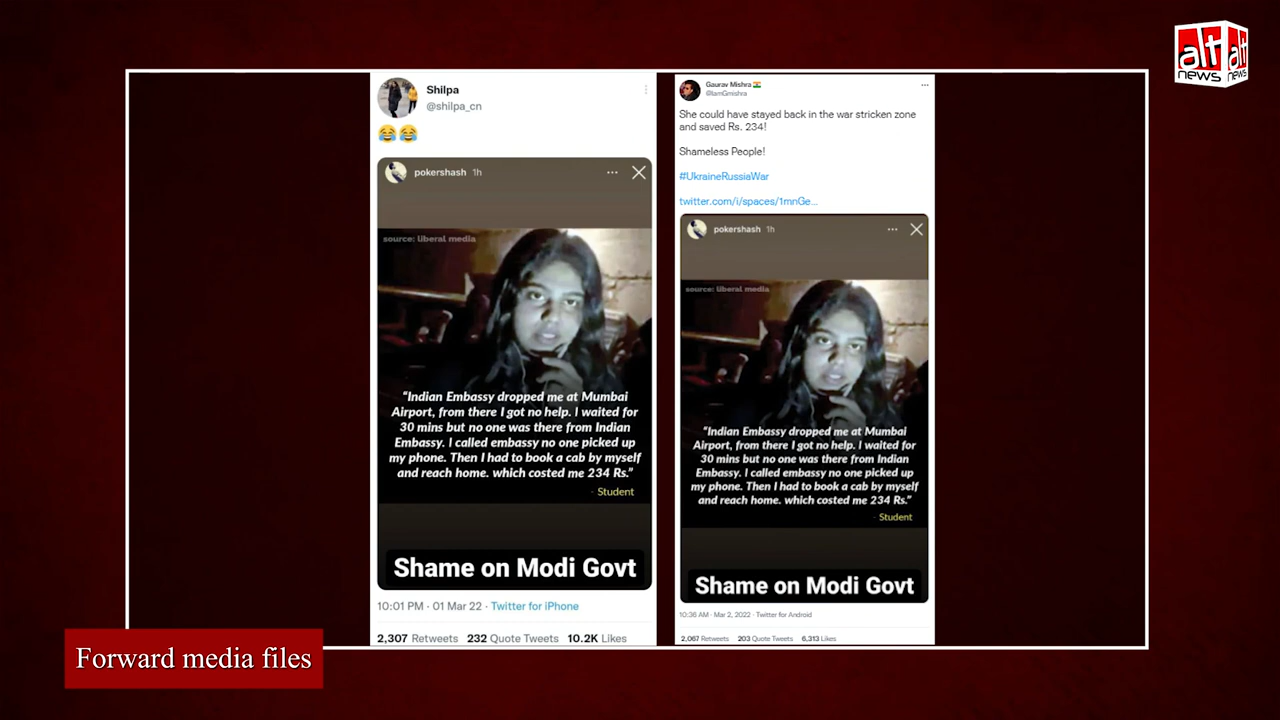 alt
news
alt
news
Shilpa
@shilpa_cn
pokershash 1h
source: liberal media
“Indian Embassy dropped me at Mumbai
Airport, from there I got no help. I waited for
30 mins but no one was there from Indian
Embassy. I called embassy no one picked up
my phone. Then I had to book a cab by myself
and reach home. which costed me 234 Rs.”
- Student
Shame on Modi Govt
10:01 PM · 01 Mar 22 · Twitter for iPhone
2,307 Retweets 232 Quote Tweets 10.2K Likes
Gaurav Mishra
@IamGmishra
She could have stayed back in the war stricken zone
and saved Rs. 234!
Shameless People!
#UkraineRussiaWar
twitter.com/i/spaces/1mnGe...
pokershash 1h
source: liberal media
“Indian Embassy dropped me at Mumbai
Airport, from there I got no help. I waited for
30 mins but no one was there from Indian
Embassy. I called embassy no one picked up
my phone. Then I had to book a cab by myself
and reach home. which costed me 234 Rs.”
- Student
Shame on Modi Govt
10:36 AM · Mar 2, 2022 · Twitter for Android
2,067 Retweets 203 Quote Tweets 6,313 Likes
Forward media files